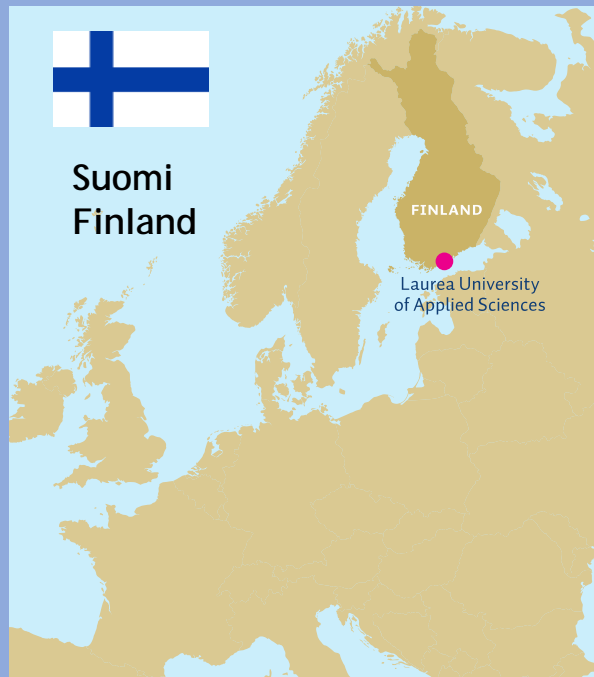 Suomi
Finland
FINLAND
Laurea University
of Applied Sciences